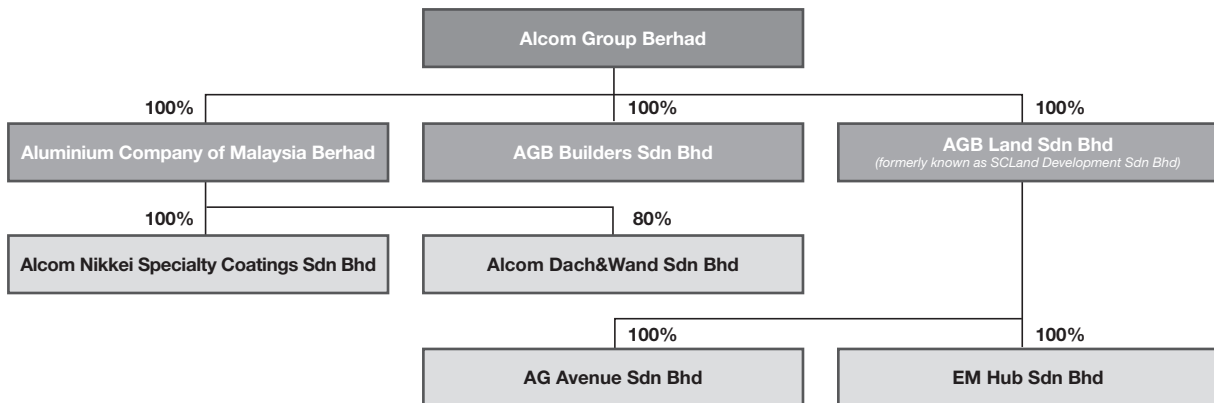 Alcom Group Berhad
100%
100%
100%
Aluminium Company of Malaysia Berhad
AGB Builders Sdn Bhd
AGB Land Sdn Bhd
(formerly known as SCLand Development Sdn Bhd)
100%
80%
Alcom Nikkei Specialty Coatings Sdn Bhd
Alcom Dach&Wand Sdn Bhd
100%
100%
AG Avenue Sdn Bhd
EM Hub Sdn Bhd